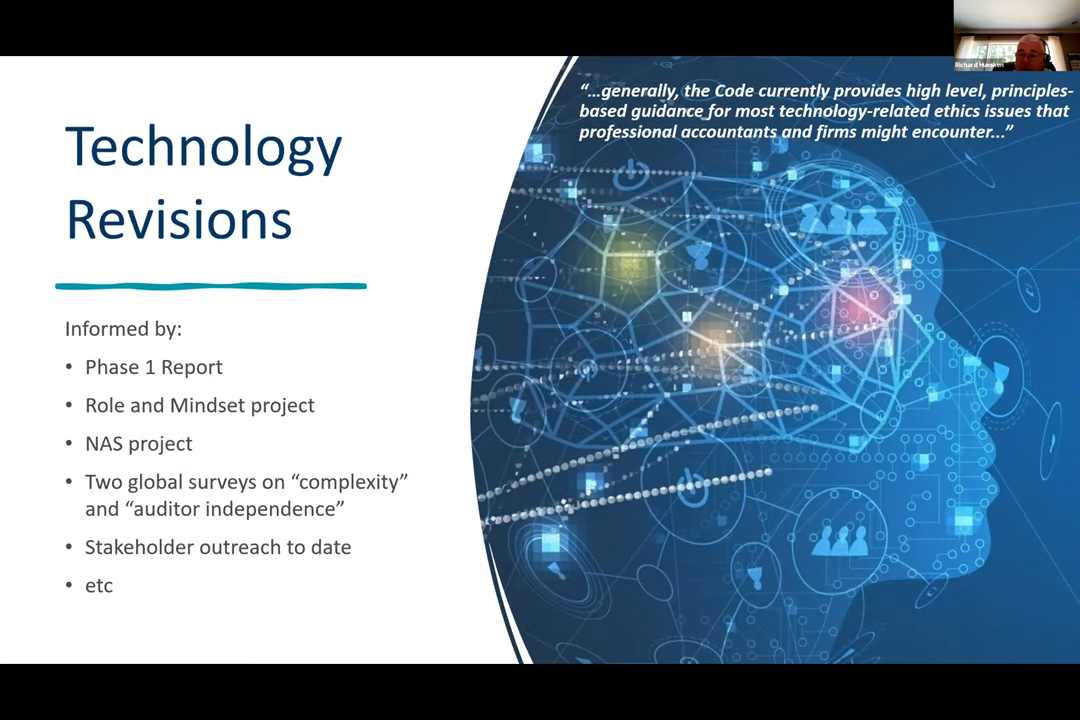 Technology
Revisions
Informed by:
• Phase 1 Report
• Role and Mindset project
• NAS project
• Two global surveys on “complexity”
and “auditor independence”
• Stakeholder outreach to date
• etc
“…generally, the Code currently provides high level, principles-
based guidance for most technology-related ethics issues that
professional accountants and firms might encounter…”
Richard Huesken